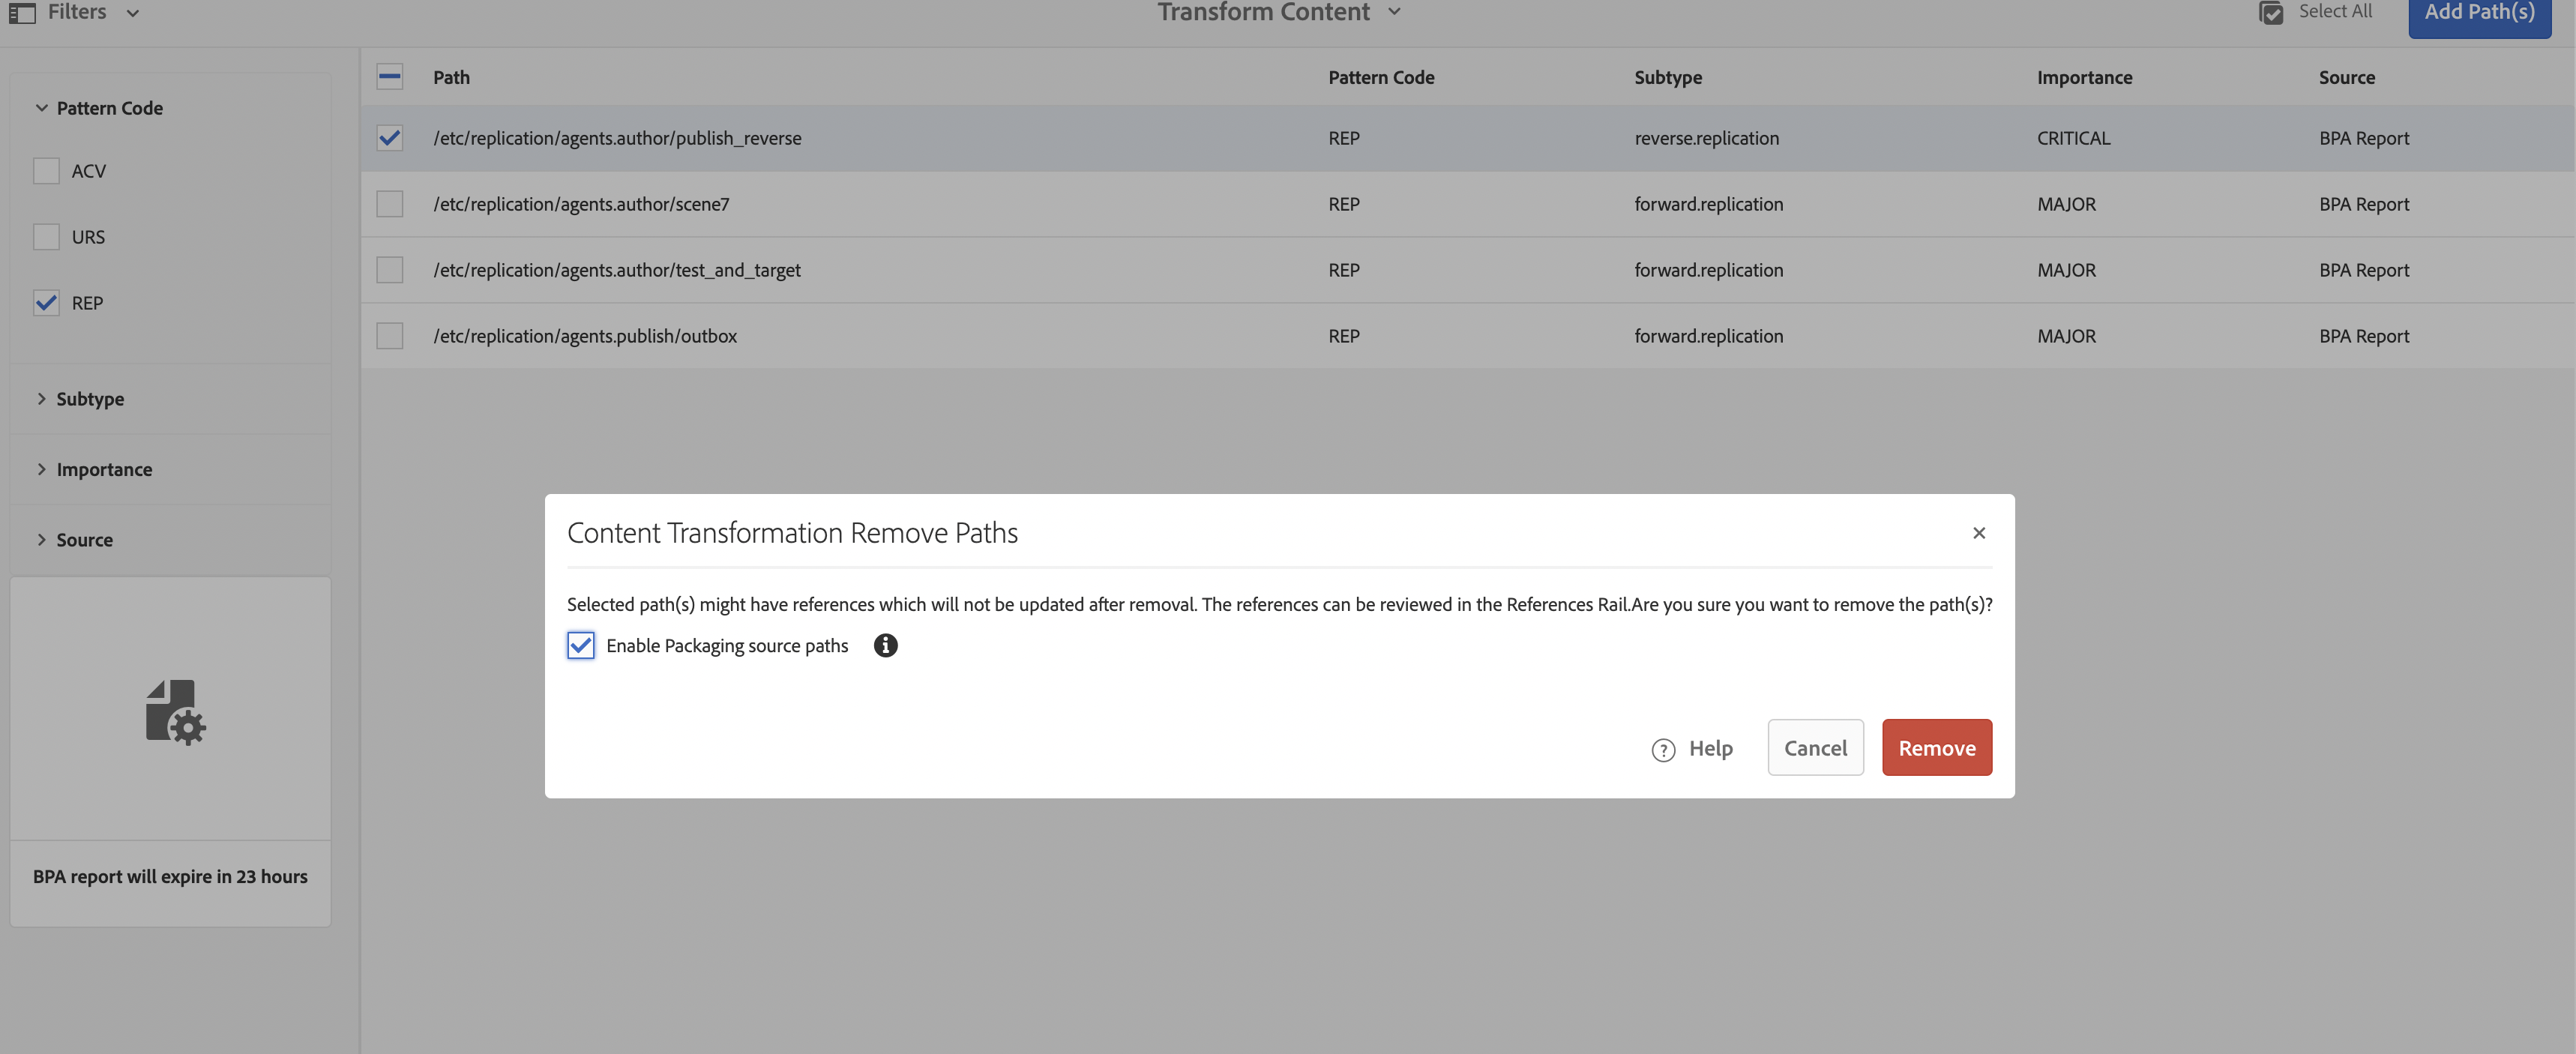 Filters
Transform Content
Select All
Add Path(s)
Pattern Code
ACV
URS
REP
Subtype
Importance
Source
BPA report will expire in 23 hours
Path Pattern Code Subtype Importance Source
/etc/replication/agents.author/publish_reverse REP reverse.replication CRITICAL BPA Report
/etc/replication/agents.author/scene7 REP forward.replication MAJOR BPA Report
/etc/replication/agents.author/test_and_target REP forward.replication MAJOR BPA Report
/etc/replication/agents.publish/outbox REP forward.replication MAJOR BPA Report
Content Transformation Remove Paths
Selected path(s) might have references which will not be updated after removal. The references can be reviewed in the References Rail.Are you sure you want to remove the path(s)?
Enable Packaging source paths
Help
Cancel
Remove